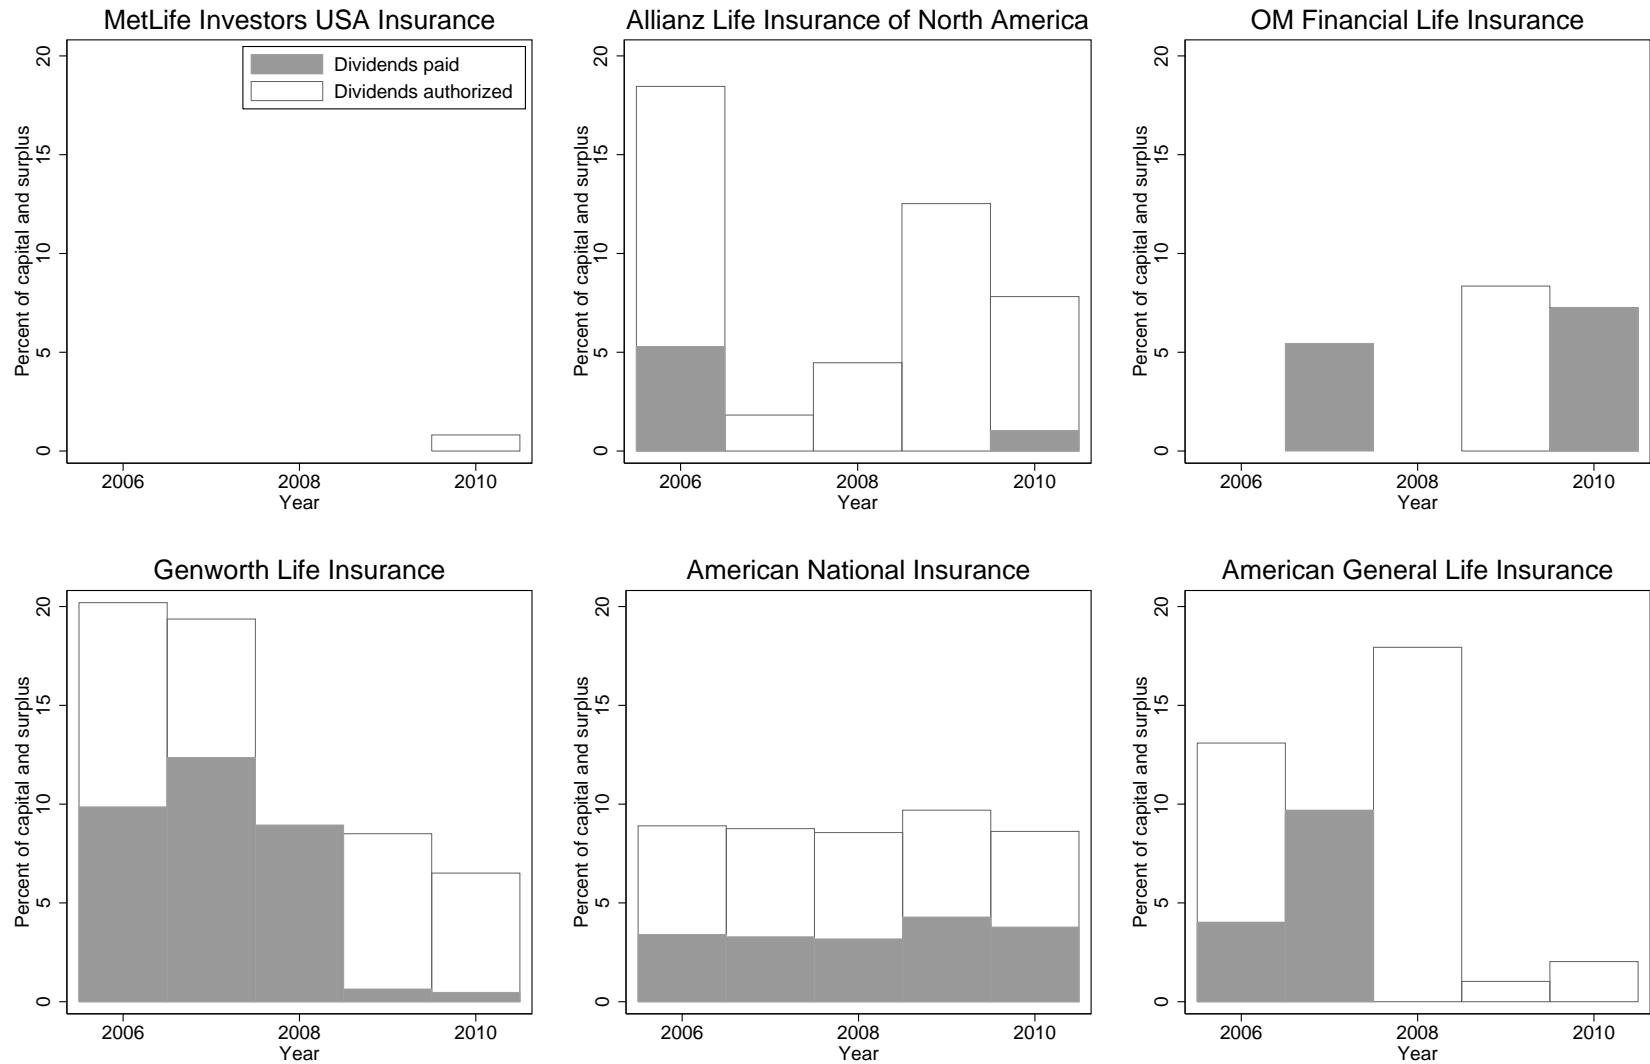 MetLife Investors USA Insurance
Dividends paid
Dividends authorized
Percent of capital and surplus
20
15
10
5
0
2006 2008 2010
Year
Allianz Life Insurance of North America
Percent of capital and surplus
20
15
10
5
0
2006 2008 2010
Year
OM Financial Life Insurance
Percent of capital and surplus
20
15
10
5
0
2006 2008 2010
Year
Genworth Life Insurance
Percent of capital and surplus
20
15
10
5
0
2006 2008 2010
Year
American National Insurance
Percent of capital and surplus
20
15
10
5
0
2006 2008 2010
Year
American General Life Insurance
Percent of capital and surplus
20
15
10
5
0
2006 2008 2010
Year